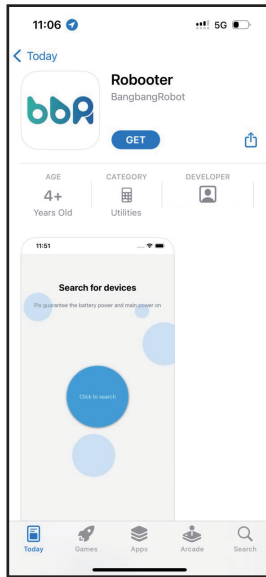 11:06
5G
Today
bbR
Robooter
BangbangRobot
GET
AGE
CATEGORY
DEVELOPER
4+
Years Old
Utilities
11:51
Search for devices
Pls guarantee the battery power and main power on
Click to search
Today
Games
Apps
Arcade
Search